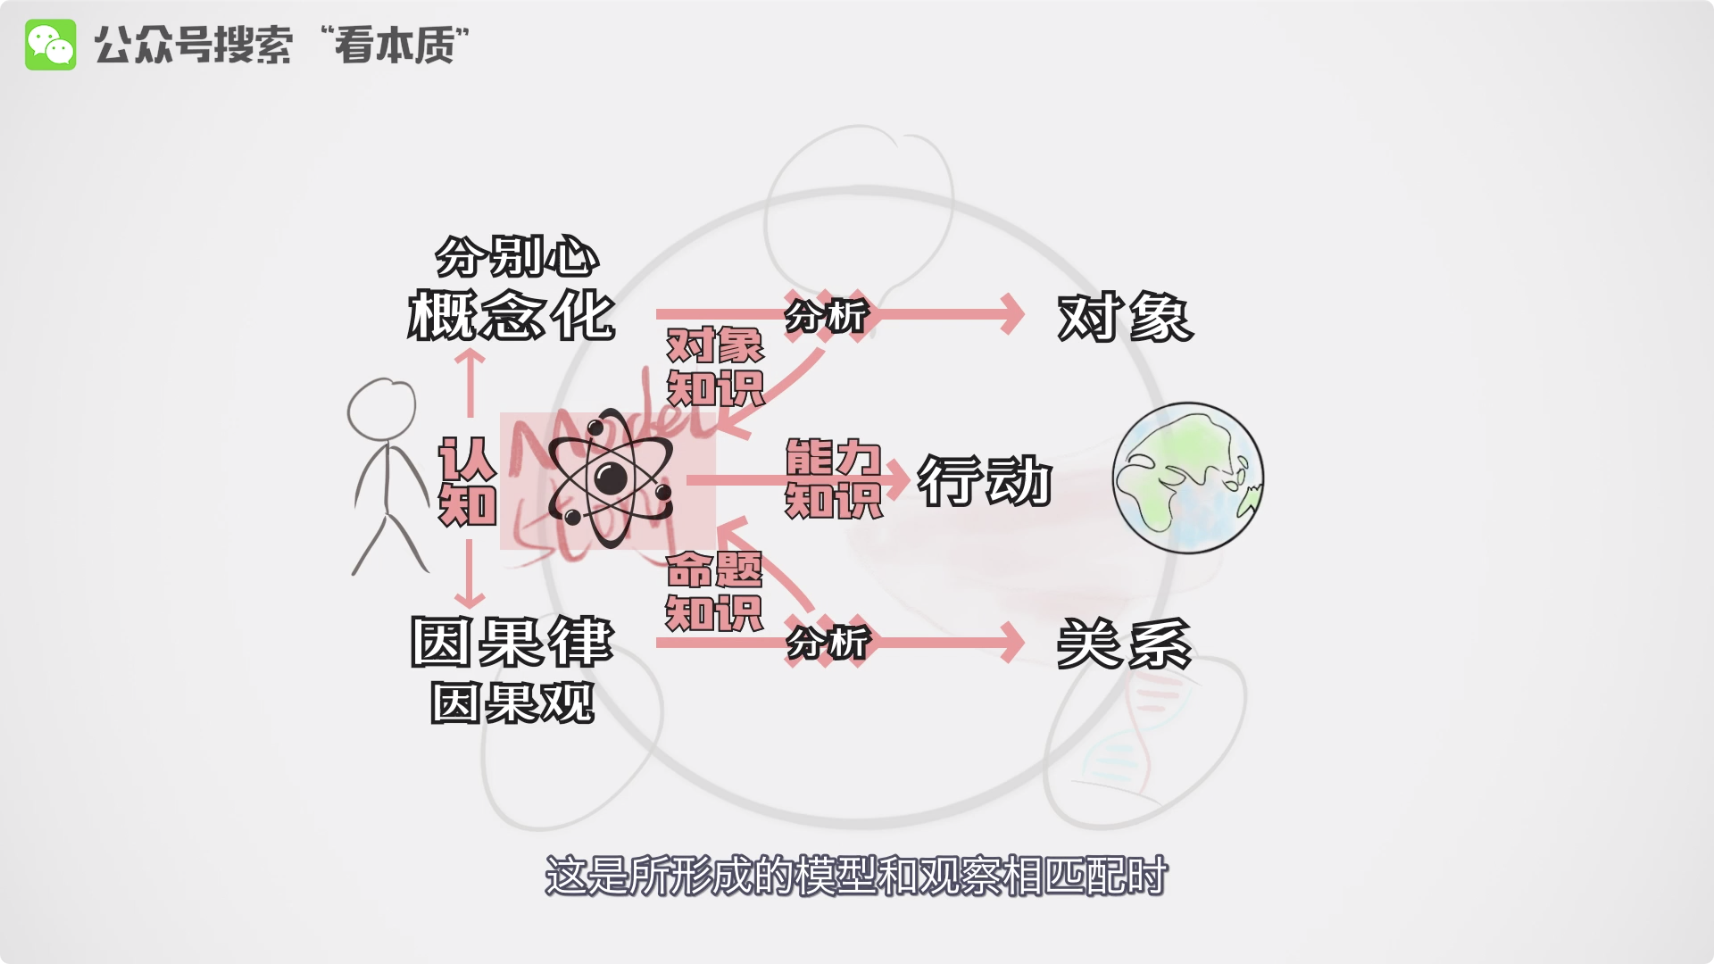 公众号搜索 “看本质”
分别心
概念化
分析
对象
对象
知识
Model
认
知
能力
知识
行动
Story
命题
知识
因果律
分析
关系
因果观
这是所形成的模型和观察相匹配时